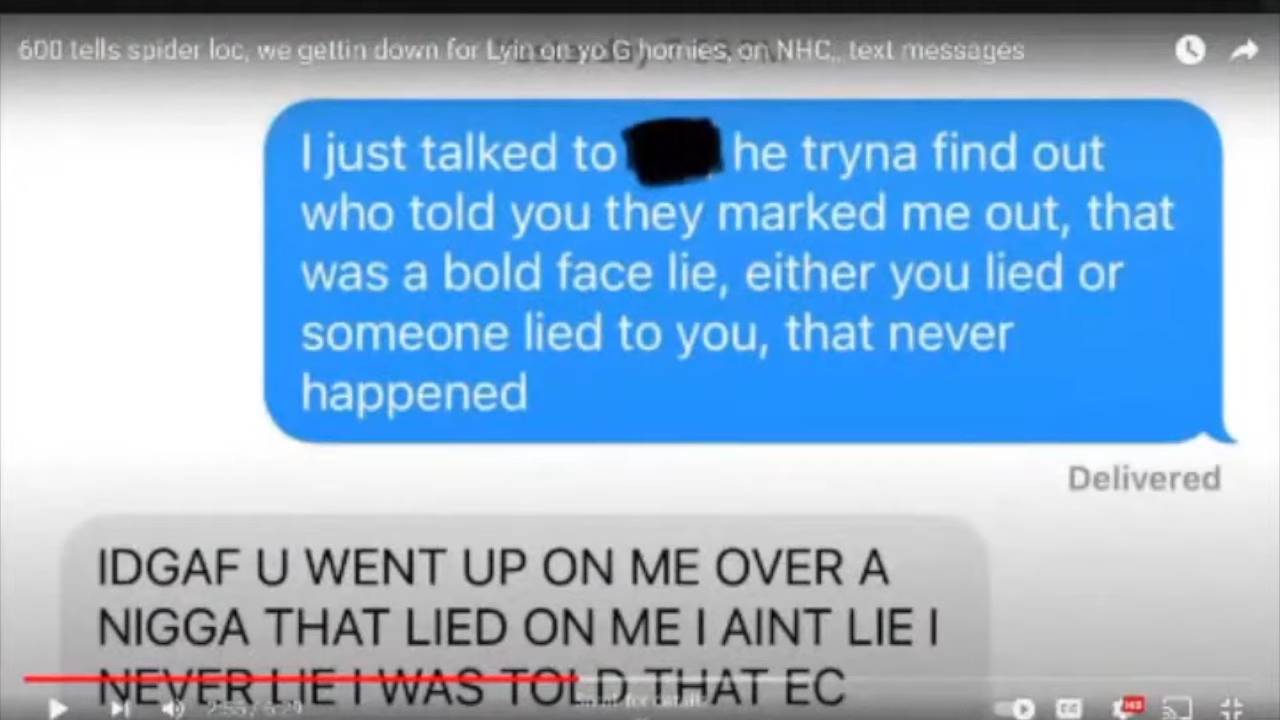 600 tells spider loc, we gettin down for Lyin on yo G homies, on NHC,, text messages
I just talked to he tryna find out
who told you they marked me out, that
was a bold face lie, either you lied or
someone lied to you, that never
happened
Delivered
IDGAF U WENT UP ON ME OVER A
NIGGA THAT LIED ON ME I AINT LIE I
NEVER LIE I WAS TOLD THAT EC